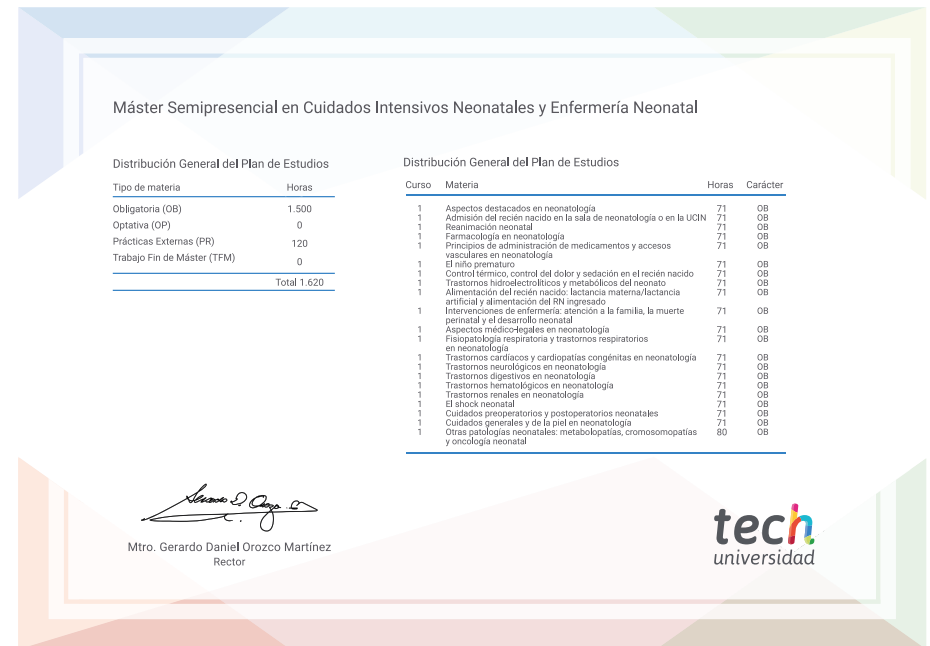 Máster Semipresencial en Cuidados Intensivos Neonatales y Enfermería Neonatal
Distribución General del Plan de Estudios
Tipo de materia Horas
Obligatoria (OB) 1.500
Optativa (OP) 0
Prácticas Externas (PR) 120
Trabajo Fin de Máster (TFM) 0
Total 1.620
Distribución General del Plan de Estudios
Curso Materia Horas Carácter
1 Aspectos destacados en neonatología 71 OB
1 Admisión del recién nacido en la sala de neonatología o en la UCIN 71 OB
1 Reanimación neonatal 71 OB
1 Farmacología en neonatología 71 OB
1 Principios de administración de medicamentos y accesos 71 OB
vasculares en neonatología
1 El niño prematuro 71 OB
1 Control térmico, control del dolor y sedación en el recién nacido 71 OB
1 Trastornos hidroelectrolíticos y metabólicos del neonato 71 OB
1 Alimentación del recién nacido: lactancia materna/lactancia 71 OB
artificial y alimentación del RN ingresado
1 Intervenciones de enfermería: atención a la familia, la muerte 71 OB
perinatal y el desarrollo neonatal
1 Aspectos médico-legales en neonatología 71 OB
1 Fisiopatología respiratoria y trastornos respiratorios 71 OB
en neonatología
1 Trastornos cardíacos y cardiopatías congénitas en neonatología 71 OB
1 Trastornos neurológicos en neonatología 71 OB
1 Trastornos digestivos en neonatología 71 OB
1 Trastornos hematológicos en neonatología 71 OB
1 Trastornos renales en neonatología 71 OB
1 El shock neonatal 71 OB
1 Cuidados preoperatorios y postoperatorios neonatales 71 OB
1 Cuidados generales y de la piel en neonatología 71 OB
1 Otras patologías neonatales: metabolopatías, cromosomopatías 80 OB
y oncología neonatal
Mtro. Gerardo Daniel Orozco Martínez
Rector
tech
universidad